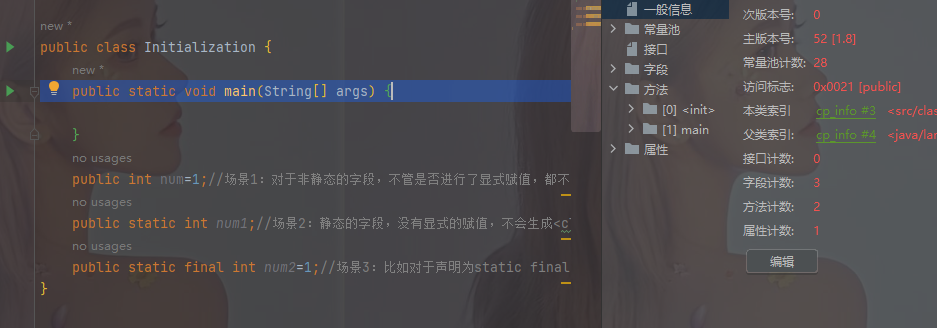 new *
public class Initialization {
new *
public static void main(String[] args) {
}
no usages
public int num=1;//场景1: 对于非静态的字段,不管是否进行了显式赋值,都不
no usages
public static int num1;//场景2: 静态的字段,没有显式的赋值,不会生成<c
no usages
public static final int num2=1;//场景3: 比如对于声明为static final
}
一般信息
常量池
接口
字段
方法
[0] <init>
[1] main
属性
次版本号: 0
主版本号: 52 [1.8]
常量池计数: 28
访问标志: 0x0021 [public]
本类索引 cp_info #3 <src/clas
父类索引: cp_info #4 <java/lan
接口计数: 0
字段计数: 3
方法计数: 2
属性计数: 1
编辑